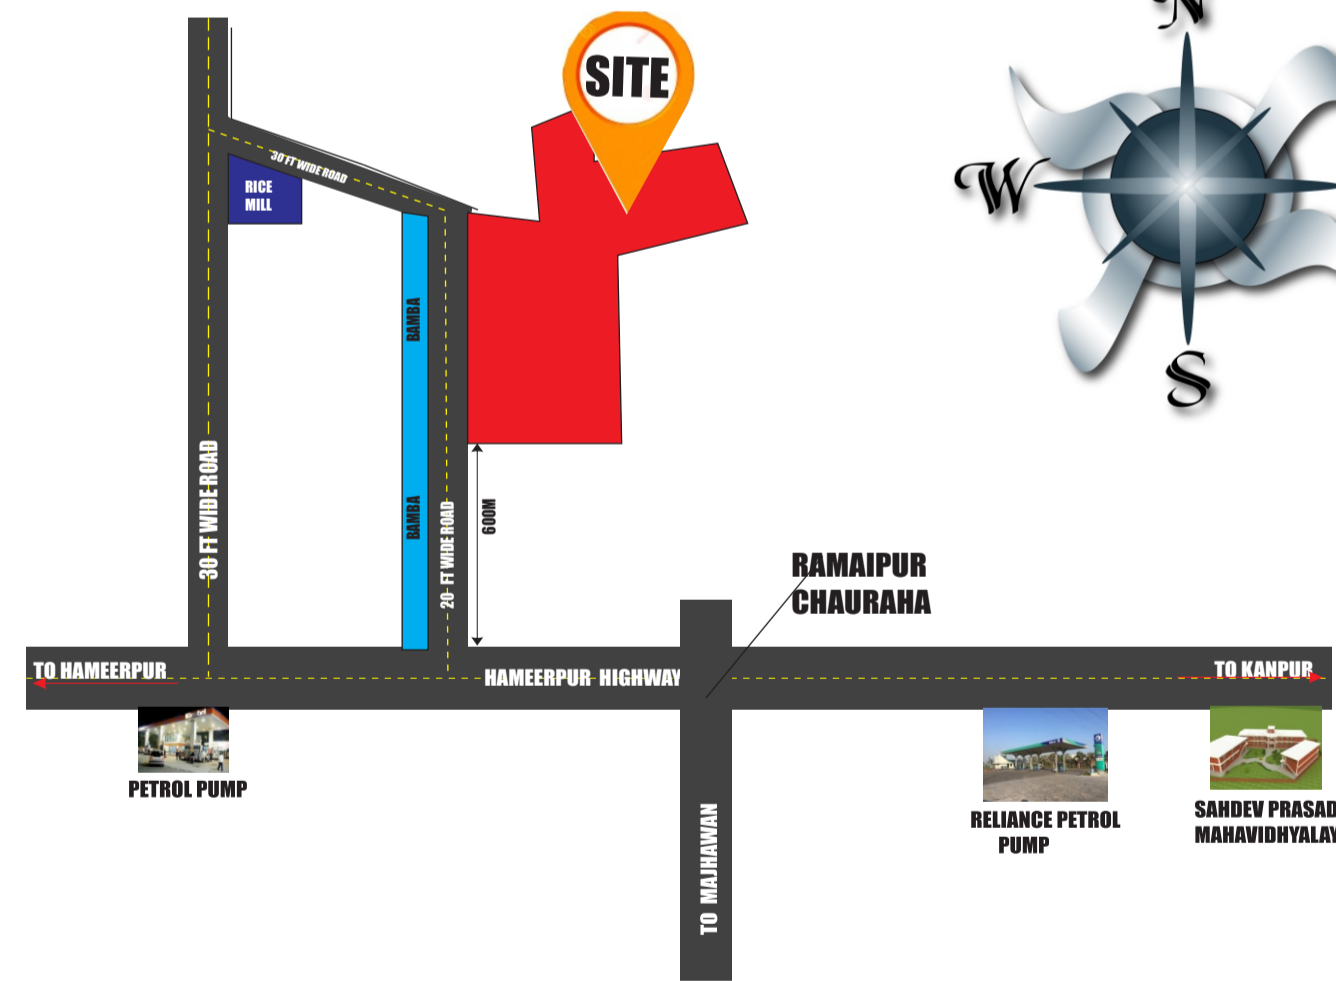 N
SITE
30 FT WIDE ROAD
RICE
MILL
W
BAMBA
S
30 FT WIDE ROAD
BAMBA
20 FT WIDE ROAD
600M
RAMAIPUR
CHAURAHA
TO HAMEERPUR
HAMEERPUR HIGHWAY
TO KANPUR
PETROL PUMP
RELIANCE PETROL
PUMP
SAHDEV PRASAD
MAHAVIDHYALAY
TO MAJHAWAN